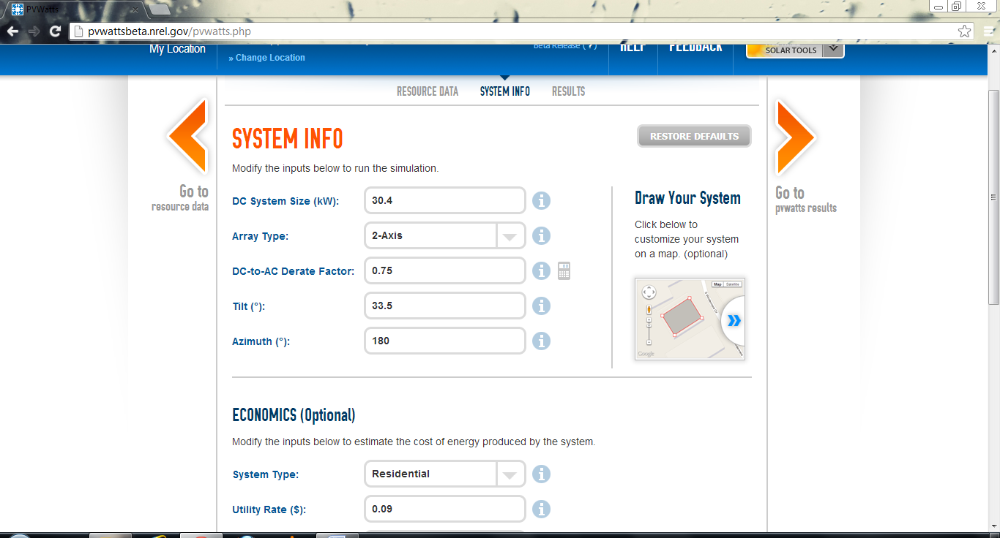 PVWatts
pvwattsbeta.nrel.gov/pvwatts.php
My Location
» Change Location
Beta Release ( ? )
HELP
FEEDBACK
SOLAR TOOLS
RESOURCE DATA
SYSTEM INFO
RESULTS
SYSTEM INFO
RESTORE DEFAULTS
Modify the inputs below to run the simulation.
Go to
resource data
Go to
pvwatts results
DC System Size (kW): 30.4
Array Type: 2-Axis
DC-to-AC Derate Factor: 0.75
Tilt (°): 33.5
Azimuth (°): 180
Draw Your System
Click below to
customize your system
on a map. (optional)
Map Satellite
Google
ECONOMICS (Optional)
Modify the inputs below to estimate the cost of energy produced by the system.
System Type: Residential
Utility Rate ($): 0.09